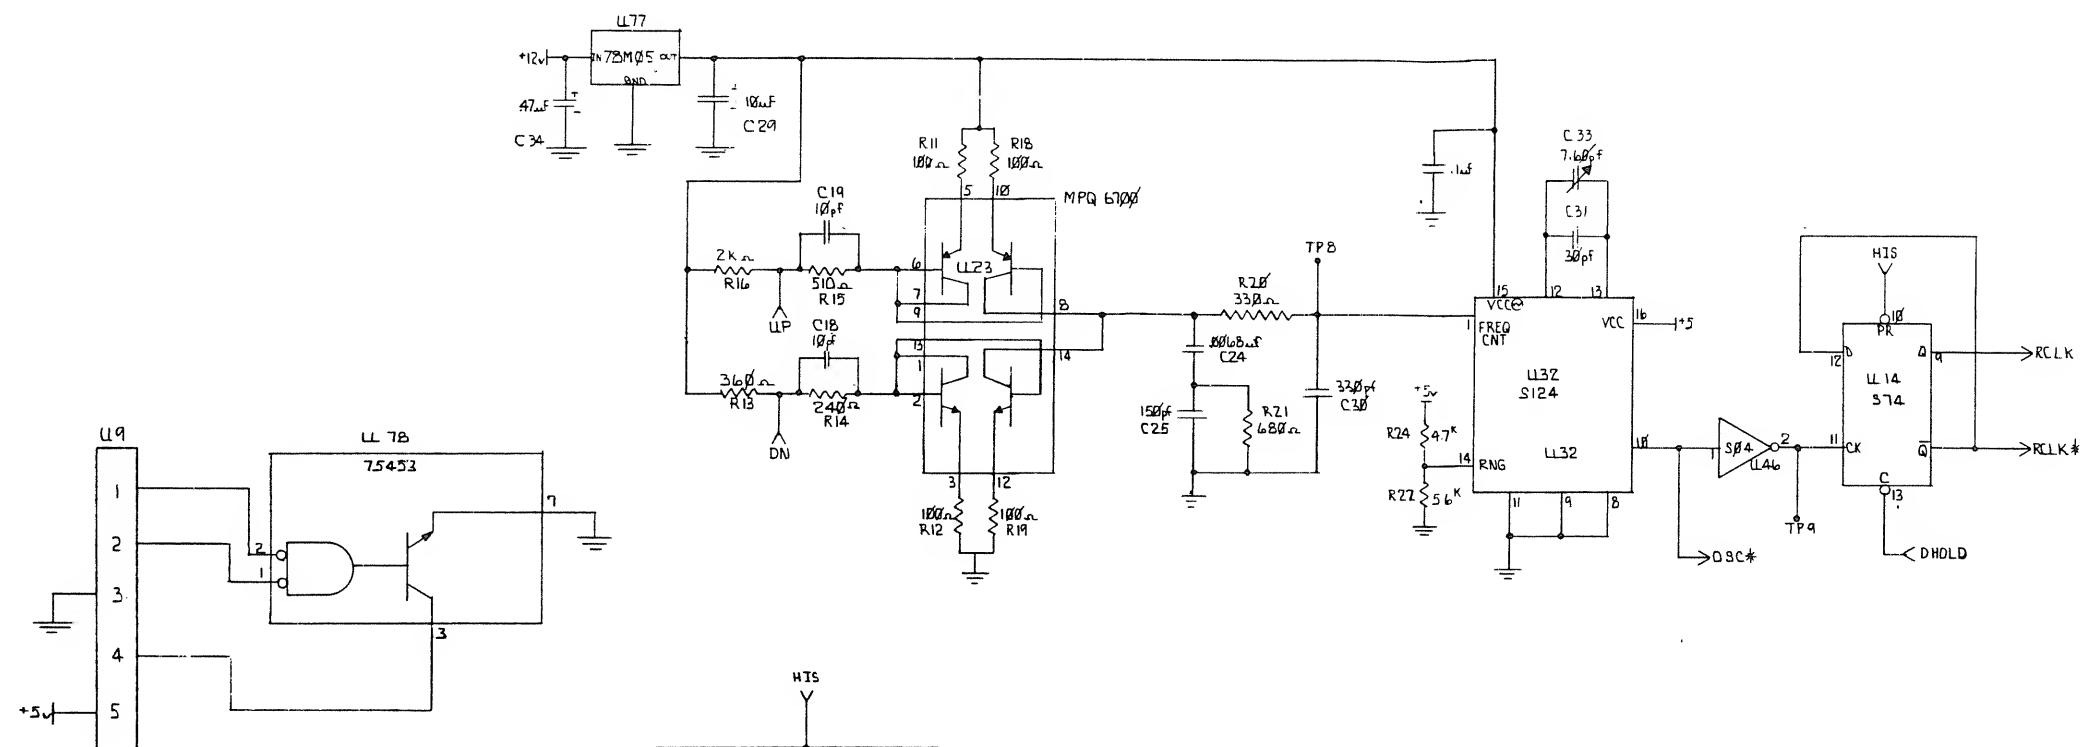 U77
+12v
IN 78MØ5 OUT
GND
.47uF
+
-
C34
+
-
10uF
C29
R11
100Ω
R18
100Ω
5
10
MPQ 6700
C33
7.60pf
.1uf
C31
30pf
C19
10pf
2KΩ
R16
510Ω
R15
UP
6
7
9
U23
8
TP8
R20
330Ω
C18
10pf
360Ω
R13
240Ω
R14
DN
13
1
2
14
.0068uf
C24
150pf
C25
R21
680Ω
330pf
C30
3
12
100Ω
R12
100Ω
R19
15
VCC
12
13
1
FREQ
CNT
VCC
16
+5
U32
S124
U32
+5v
R24
4.7K
14
RNG
R22
56K
10
11
9
8
1
SØ4
2
U46
TP9
OSC*
HIS
10
PR
12
D
Q
9
RCLK
U14
S74
11
CK
Q
RCLK*
C
13
DHOLD
U9
U78
75453
1
2
3
4
5
+5v
2
1
7
3
HIS